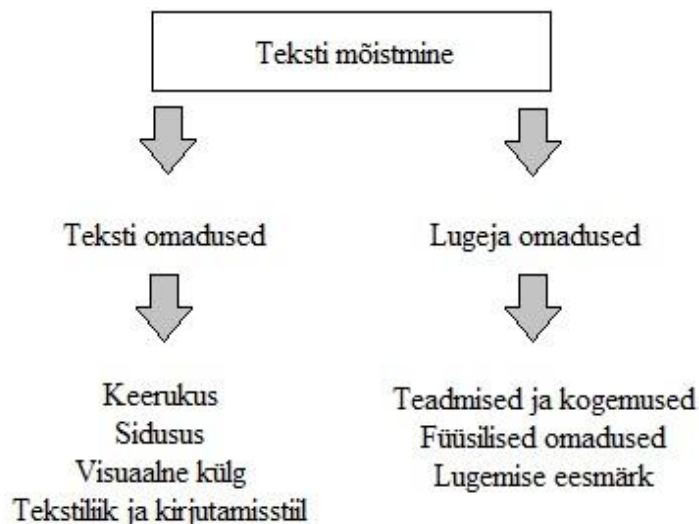 Teksti mõistmine
Teksti omadused
Lugeja omadused
Keerukus
Sidusus
Visuaalne külg
Tekstiliik ja kirjutamisstiil
Teadmised ja kogemused
Füüsilised omadused
Lugemise eesmärk